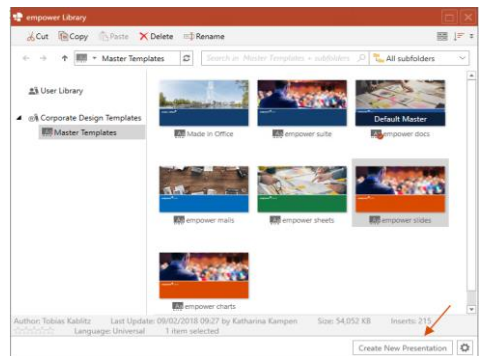 empower Library
Cut Copy Paste Delete Rename
Master Templates Search in Master Templates + subfolders All subfolders
User Library
Corporate Design Templates
Master Templates
Default Master
Made in Office empower suite empower docs
empower mails empower sheets empower slides
empower charts
Author: Tobias Kablitz Last Update: 09/02/2018 09:27 by Katharina Kampen Size: 54,052 KB Inserts: 215
Language: Universal 1 item selected
Create New Presentation